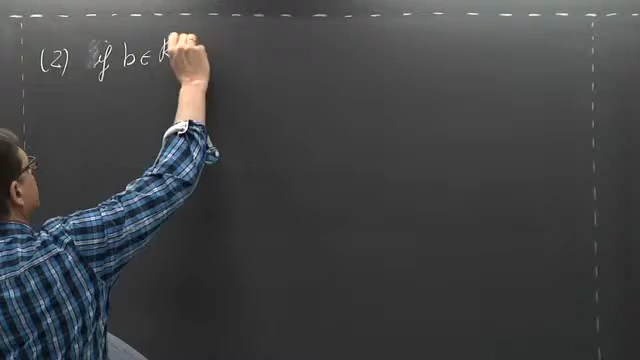 (2) if b ∈